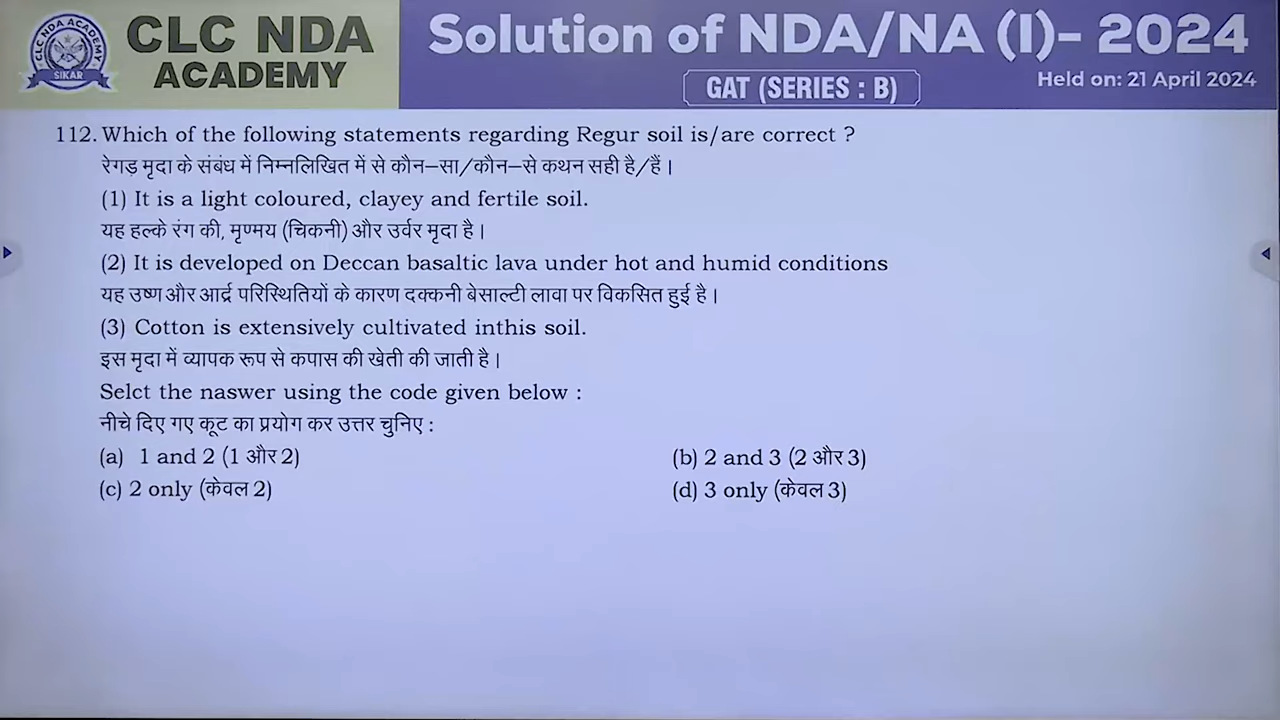 CLC NDA ACADEMY
SIKAR
CLC NDA
ACADEMY
Solution of NDA/NA (I)- 2024
GAT (SERIES : B)
Held on: 21 April 2024
112. Which of the following statements regarding Regur soil is/are correct ?
रेगड़ मृदा के संबंध में निम्नलिखित में से कौन–सा/कौन–से कथन सही है/हैं।
(1) It is a light coloured, clayey and fertile soil.
यह हल्के रंग की, मृण्मय (चिकनी) और उर्वर मृदा है।
(2) It is developed on Deccan basaltic lava under hot and humid conditions
यह उष्ण और आर्द्र परिस्थितियों के कारण दक्कनी बेसाल्टी लावा पर विकसित हुई है।
(3) Cotton is extensively cultivated inthis soil.
इस मृदा में व्यापक रूप से कपास की खेती की जाती है।
Selct the naswer using the code given below :
नीचे दिए गए कूट का प्रयोग कर उत्तर चुनिए :
(a) 1 and 2 (1 और 2)
(b) 2 and 3 (2 और 3)
(c) 2 only (केवल 2)
(d) 3 only (केवल 3)